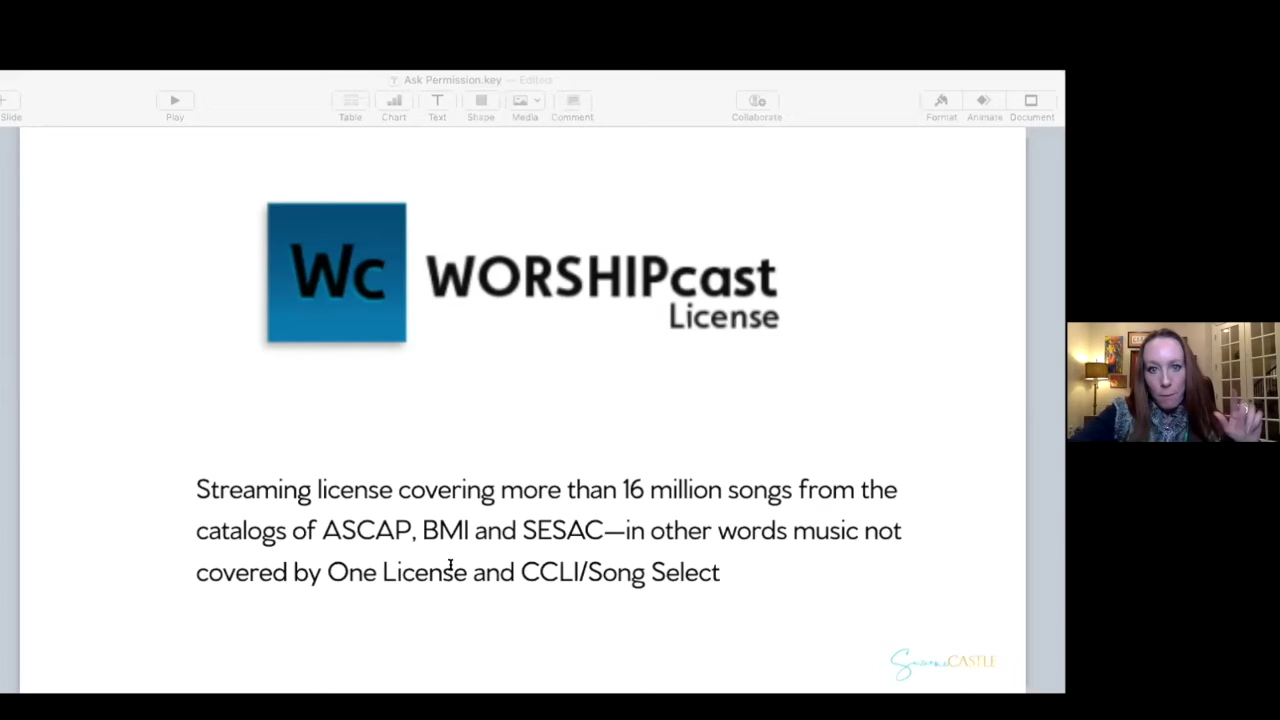 Ask Permission.key — Edited
Slide
Play
Table
Chart
Text
Shape
Media
Comment
Collaborate
Format
Animate
Document
Wc
WORSHIPcast
License
Streaming license covering more than 16 million songs from the
catalogs of ASCAP, BMI and SESAC—in other words music not
covered by One License and CCLI/Song Select
CASTLE